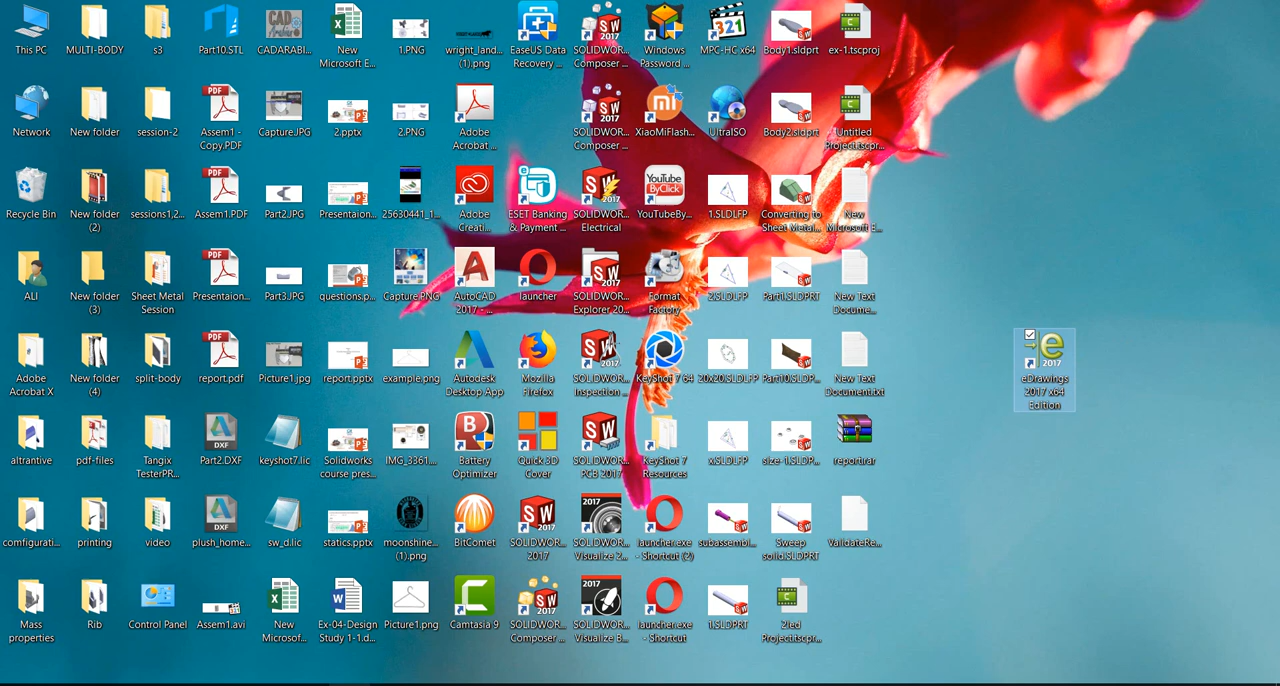 This PC
MULTI-BODY
s3
Part10.STL
CADARABI...
New
Microsoft E...
1.PNG
wright_land...
(1).png
EaseUS Data
Recovery ...
SOLIDWOR...
Composer ...
Windows
Password ...
MPC-HC x64
Body1.sldprt
ex-1.tscproj
Network
New folder
session-2
Assem1 -
Copy.PDF
Capture.JPG
2.pptx
2.PNG
Adobe
Acrobat ...
SOLIDWOR...
Composer ...
XiaoMiFlash...
UltraISO
Body2.sldprt
Untitled
Project.tscpr...
Recycle Bin
New folder
(2)
sessions1,2...
Assem1.PDF
Part2.JPG
Presentaion...
25630441_1...
Adobe
Creati...
ESET Banking
& Payment ...
SOLIDWOR...
Electrical
YouTubeBy...
1.SLDLFP
Converting to
Sheet Metal...
New
Microsoft E...
ALI
New folder
(3)
Sheet Metal
Session
Presentaion...
Part3.JPG
questions.p...
Capture.PNG
AutoCAD
2017 - ...
launcher
SOLIDWOR...
Explorer 20...
Format
Factory
2.SLDLFP
Part1.SLDPRT
New Text
Docume...
Adobe
Acrobat X
New folder
(4)
split-body
report.pdf
Picture1.jpg
report.pptx
example.png
Autodesk
Desktop App
Mozilla
Firefox
SOLIDWOR...
Inspection ...
KeyShot 7 64
20x20.SLDLFP
Part10.SLDP...
New Text
Document.txt
eDrawings
2017 x64
Edition
altrantive
pdf-files
Tangix
TesterPR...
Part2.DXF
keyshot7.lic
Solidworks
course pres...
IMG_3361...
Battery
Optimizer
Quick 3D
Cover
SOLIDWOR...
PCB 2017
KeyShot 7
Resources
x.SLDLFP
size-1.SLDP...
report.rar
configurati...
printing
video
plush_home...
sw_d.lic
statics.pptx
moonshine...
(1).png
BitComet
SOLIDWOR...
2017
SOLIDWOR...
Visualize 2...
launcher.exe
- Shortcut (2)
subassembl...
Sweep
solid.SLDPRT
ValidateRe...
Mass
properties
Rib
Control Panel
Assem1.avi
New
Microsof...
Ex-04-Design
Study 1-1.d...
Picture1.png
Camtasia 9
SOLIDWOR...
Composer ...
SOLIDWOR...
Visualize B...
launcher.exe
- Shortcut
1.SLDPRT
2led
Project.tscpr...